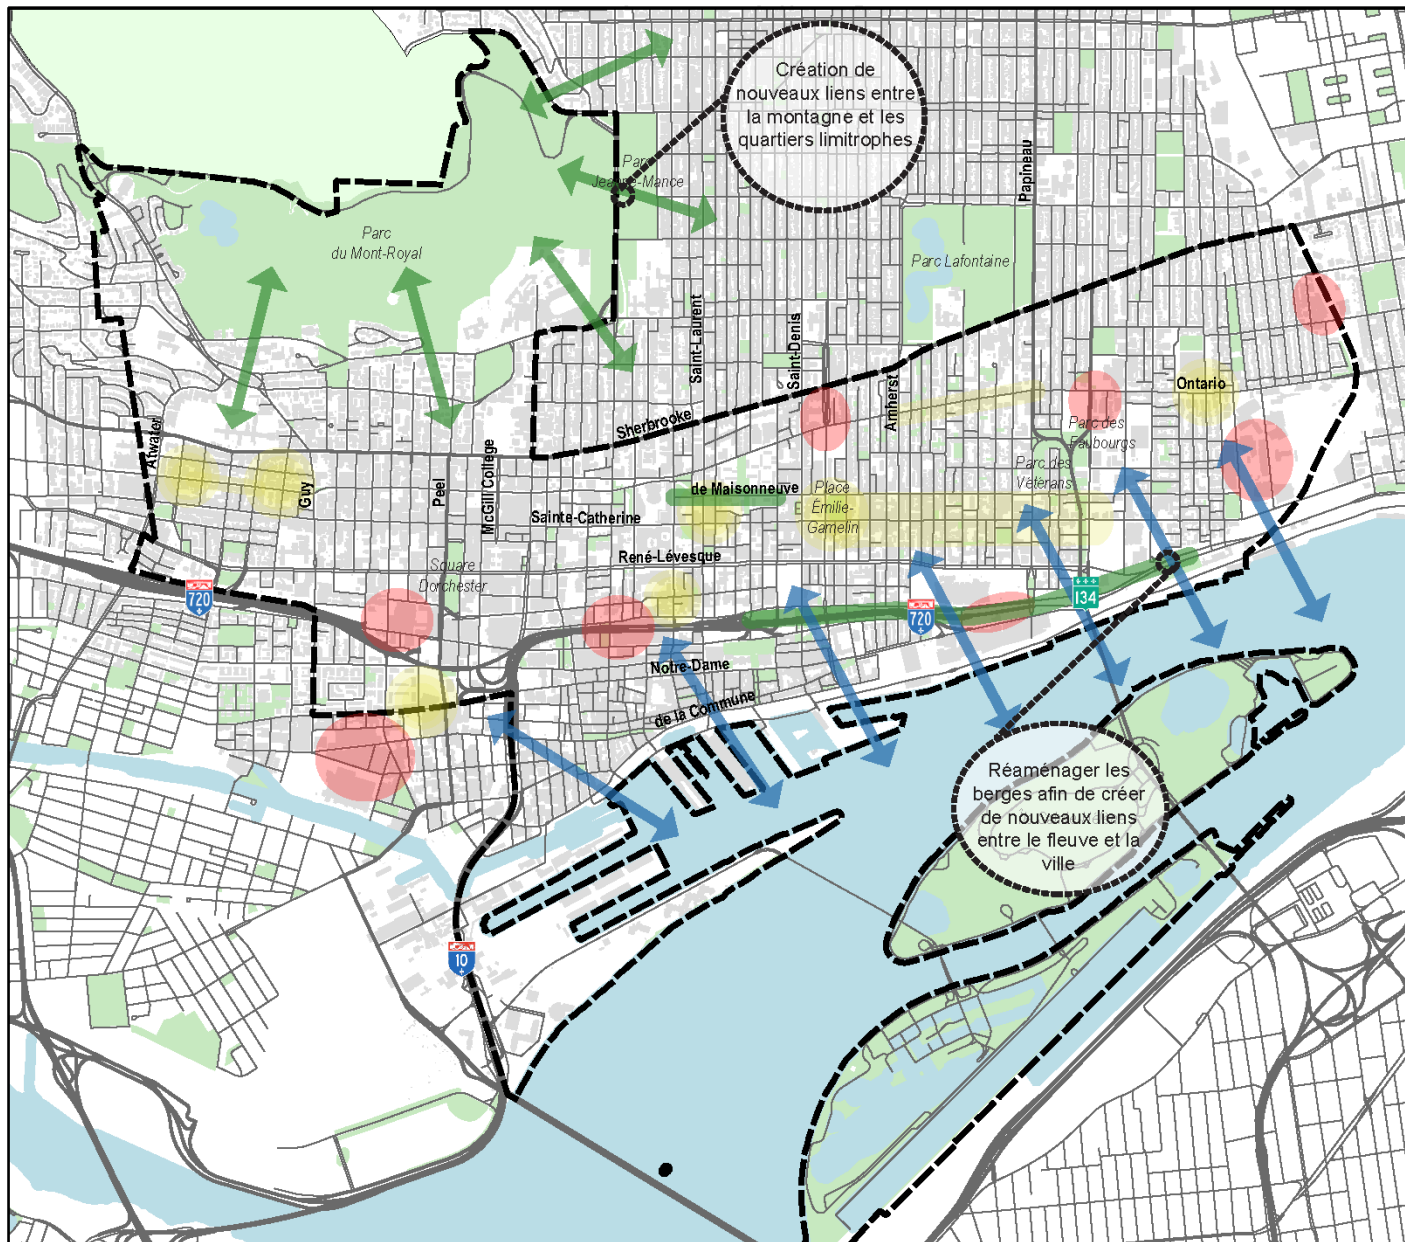 Création de
nouveaux liens entre
la montagne et les
quartiers limitrophes
Parc
Jeanne-Mance
Papineau
Parc
du Mont-Royal
Parc Lafontaine
Saint-Laurent
Saint-Denis
Amherst
Ontario
Sherbrooke
Parc des
Faubourgs
Atwater
Guy
Peel
McGill College
de Maisonneuve
Place
Émilie-
Gamelin
Parc des
Vétérans
Sainte-Catherine
René-Lévesque
Square
Dorchester
720
720
134
Notre-Dame
de la Commune
Réaménager les
berges afin de créer
de nouveaux liens
entre le fleuve et la
ville
10